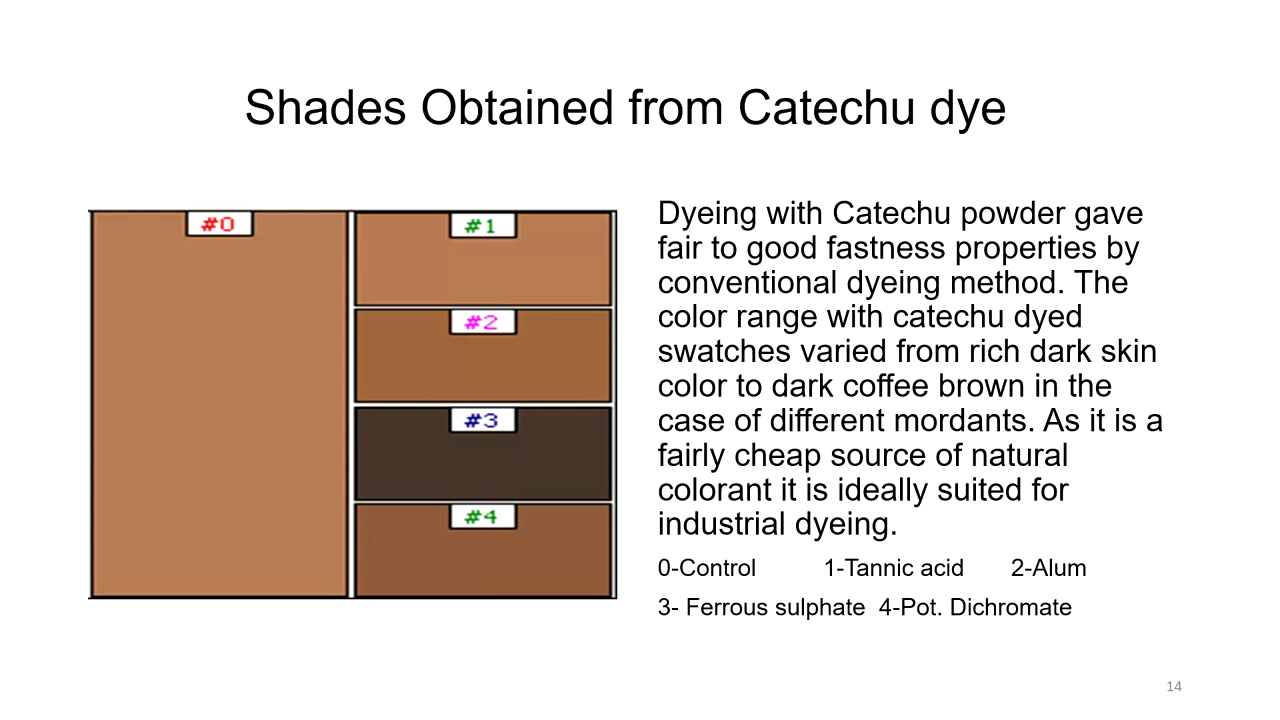 Shades Obtained from Catechu dye
#0
#1
#2
#3
#4
Dyeing with Catechu powder gave
fair to good fastness properties by
conventional dyeing method. The
color range with catechu dyed
swatches varied from rich dark skin
color to dark coffee brown in the
case of different mordants. As it is a
fairly cheap source of natural
colorant it is ideally suited for
industrial dyeing.
0-Control 1-Tannic acid 2-Alum
3- Ferrous sulphate 4-Pot. Dichromate
14